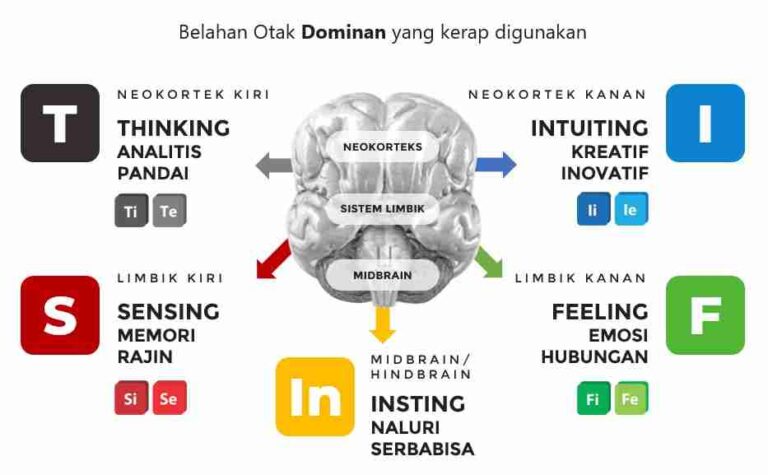 Belahan Otak Dominan yang kerap digunakan
T
NEOKORTEK KIRI
THINKING
ANALITIS
PANDAI
Ti Te
NEOKORTEK KANAN
INTUITING
KREATIF
INOVATIF
Ii Ie
I
NEOKORTEKS
SISTEM LIMBIK
MIDBRAIN
S
LIMBIK KIRI
SENSING
MEMORI
RAJIN
Si Se
LIMBIK KANAN
FEELING
EMOSI
HUBUNGAN
Fi Fe
F
In
MIDBRAIN/
HINDBRAIN
INSTING
NALURI
SERBABISA